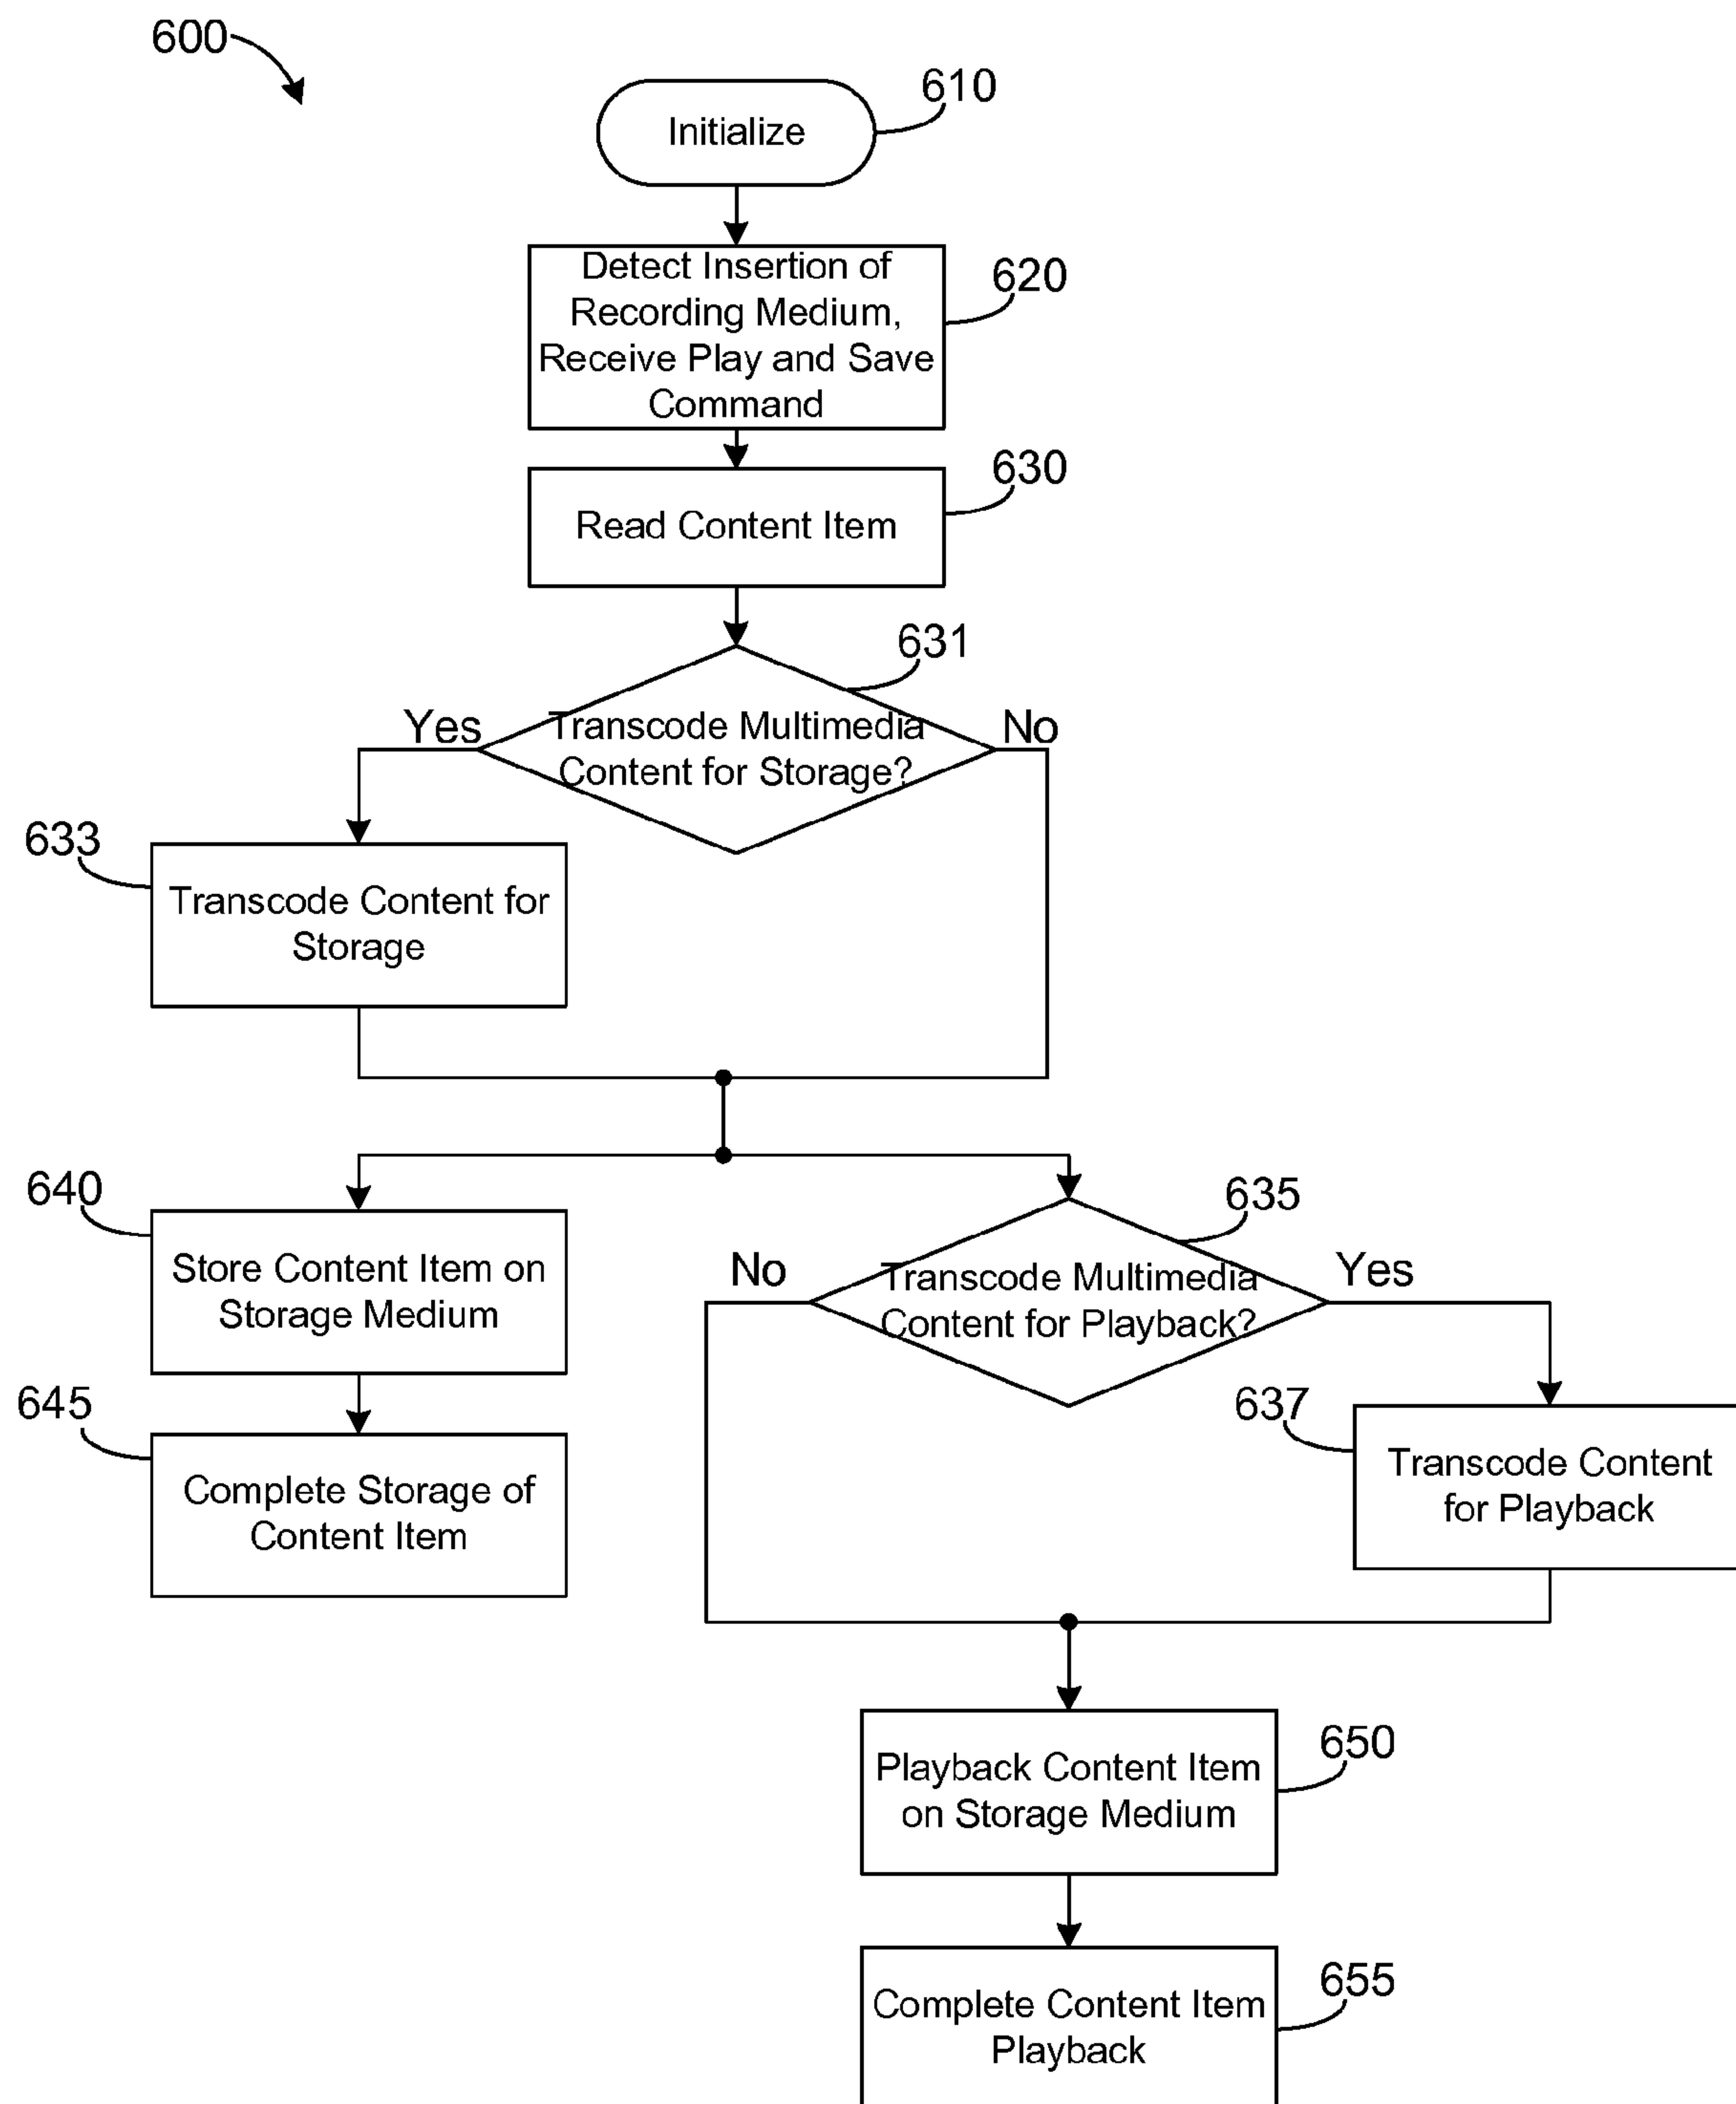 600
610
Initialize
620
Detect Insertion of
Recording Medium,
Receive Play and Save
Command
630
Read Content Item
631
Yes
No
Transcode Multimedia
Content for Storage?
633
Transcode Content for
Storage
640
Store Content Item on
Storage Medium
635
No
Yes
Transcode Multimedia
Content for Playback?
645
Complete Storage of
Content Item
637
Transcode Content
for Playback
650
Playback Content Item
on Storage Medium
655
Complete Content Item
Playback